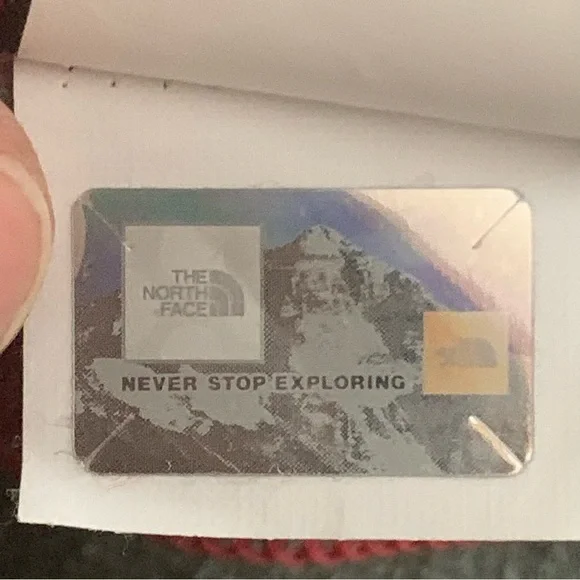 THE
NORTH
FACE
NEVER STOP EXPLORING